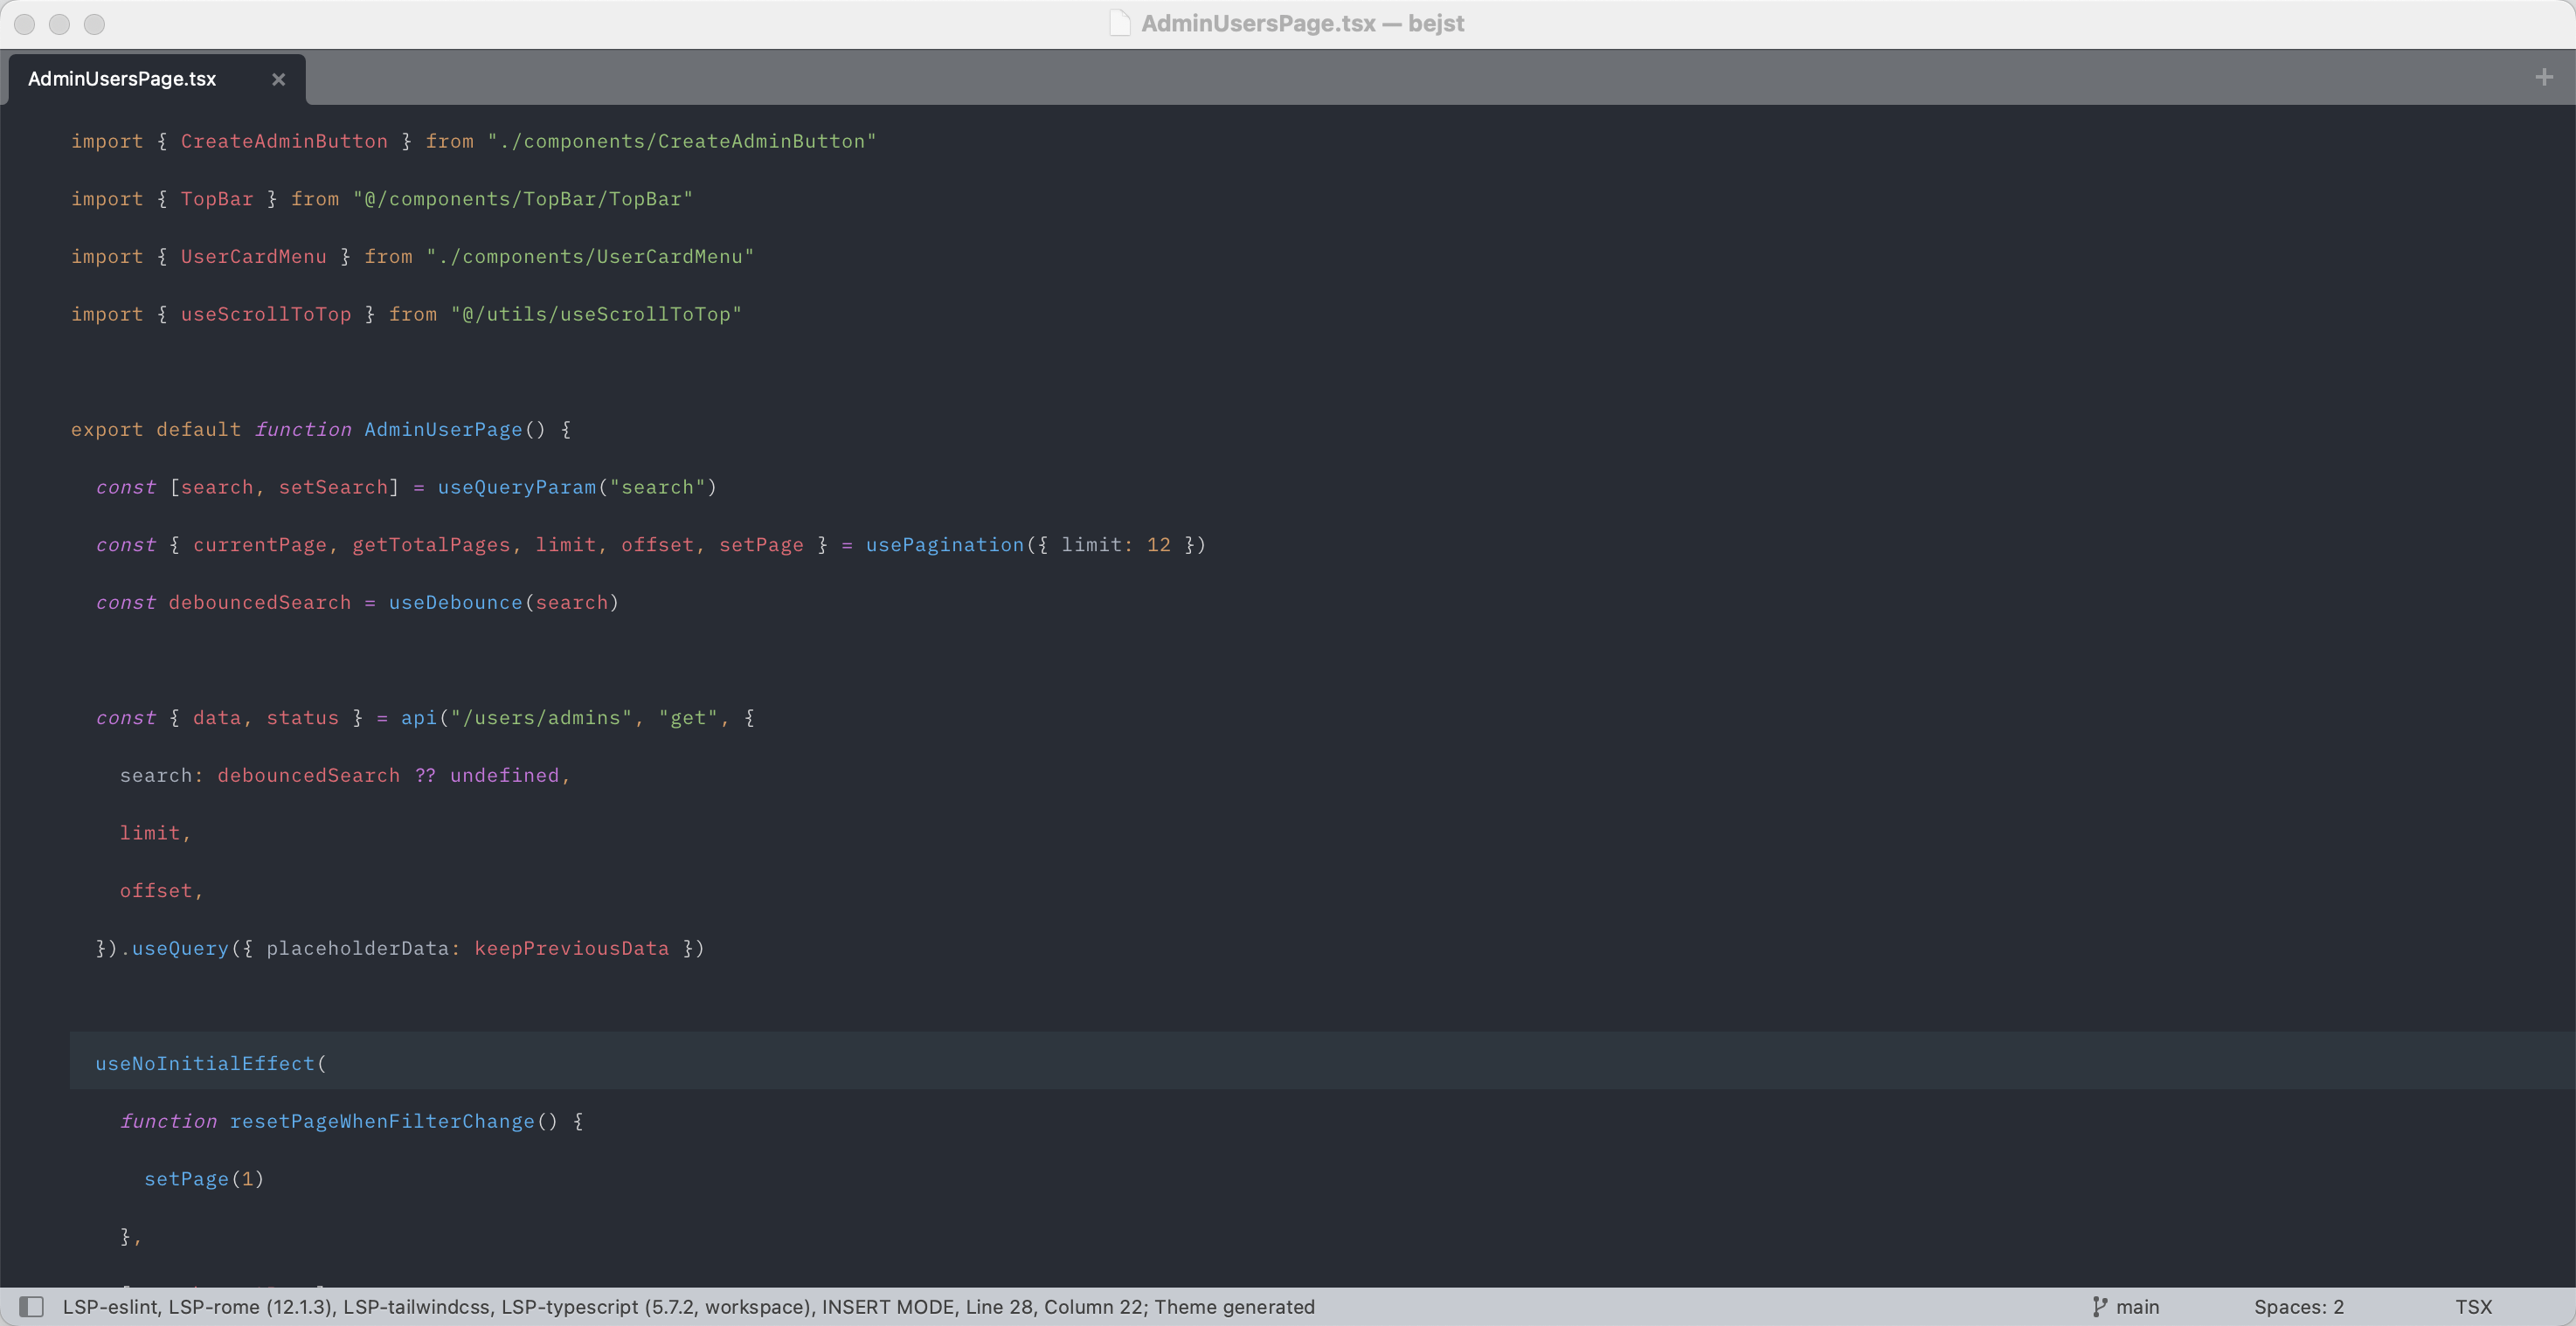 AdminUsersPage.tsx — bejst
AdminUsersPage.tsx
import { CreateAdminButton } from "./components/CreateAdminButton"
import { TopBar } from "@/components/TopBar/TopBar"
import { UserCardMenu } from "./components/UserCardMenu"
import { useScrollToTop } from "@/utils/useScrollToTop"
export default function AdminUserPage() {
const [search, setSearch] = useQueryParam("search")
const { currentPage, getTotalPages, limit, offset, setPage } = usePagination({ limit: 12 })
const debouncedSearch = useDebounce(search)
const { data, status } = api("/users/admins", "get", {
search: debouncedSearch ?? undefined,
limit,
offset,
}).useQuery({ placeholderData: keepPreviousData })
useNoInitialEffect(
function resetPageWhenFilterChange() {
setPage(1)
},
LSP-eslint, LSP-rome (12.1.3), LSP-tailwindcss, LSP-typescript (5.7.2, workspace), INSERT MODE, Line 28, Column 22; Theme generated
main
Spaces: 2
TSX